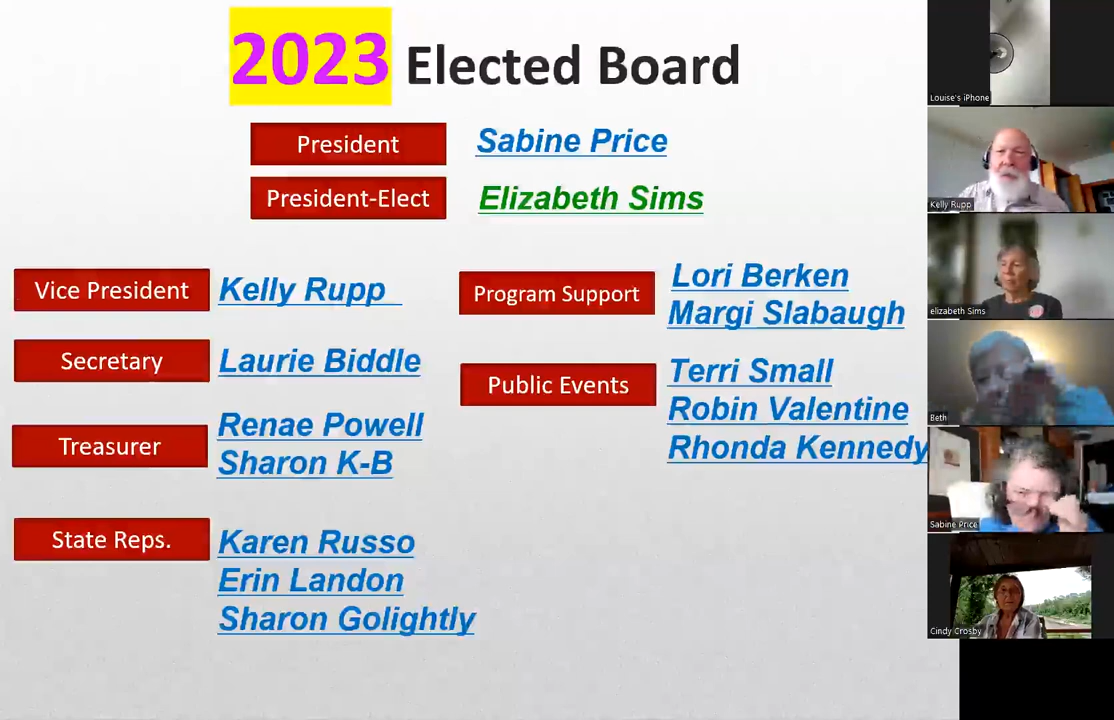 2023 Elected Board
President Sabine Price
President-Elect Elizabeth Sims
Vice President Kelly Rupp
Secretary Laurie Biddle
Treasurer Renae Powell
Sharon K-B
State Reps. Karen Russo
Erin Landon
Sharon Golightly
Program Support Lori Berken
Margi Slabaugh
Public Events Terri Small
Robin Valentine
Rhonda Kennedy
Louise's iPhone
Kelly Rupp
elizabeth Sims
Beth
Sabine Price
Cindy Crosby